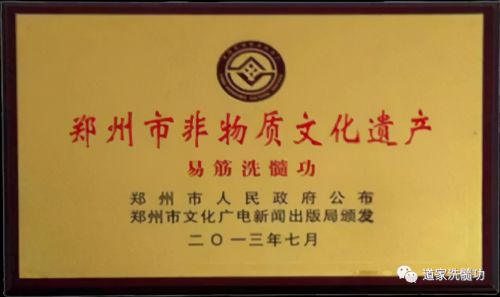 郑州市非物质文化遗产
易筋洗髓功
郑州市人民政府公布
郑州市文化广电新闻出版局颁发
二〇一三年七月
道家洗髓功